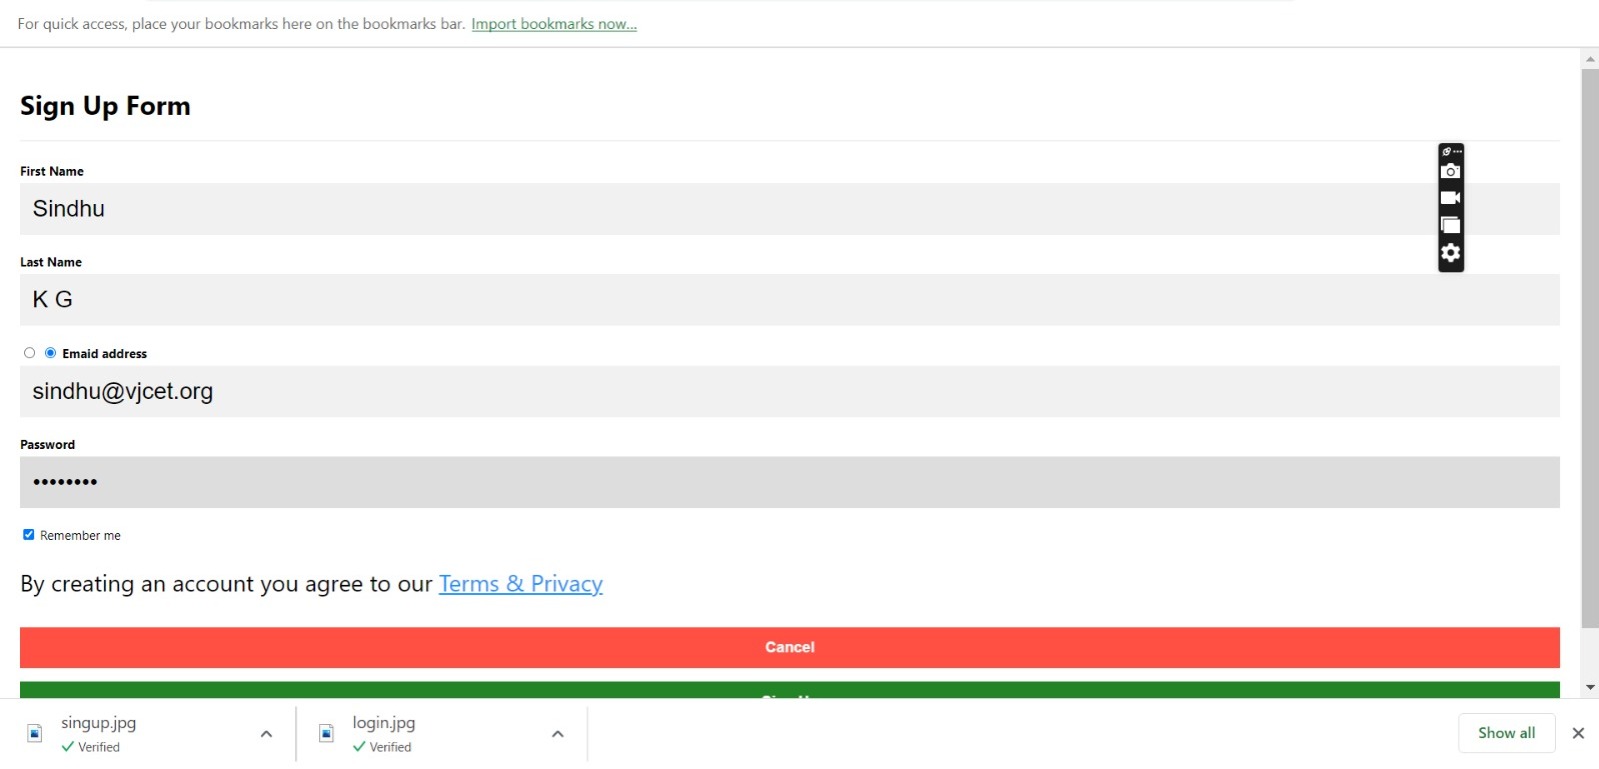 For quick access, place your bookmarks here on the bookmarks bar. Import bookmarks now...
Sign Up Form
First Name
Sindhu
Last Name
K G
Emaid address
sindhu@vjcet.org
Password
••••••••
Remember me
By creating an account you agree to our Terms & Privacy
Cancel
singup.jpg
Verified
login.jpg
Verified
Show all